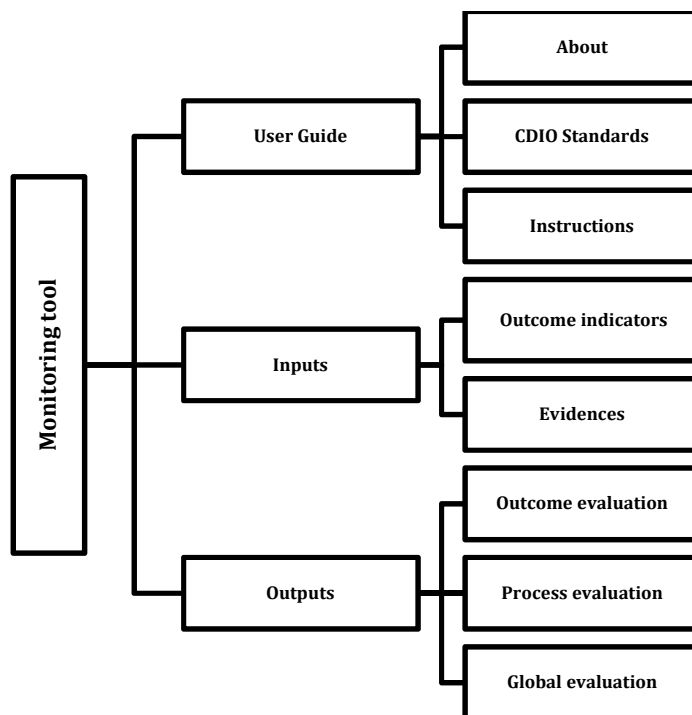 Monitoring tool
User Guide
About
CDIO Standards
Instructions
Inputs
Outcome indicators
Evidences
Outputs
Outcome evaluation
Process evaluation
Global evaluation